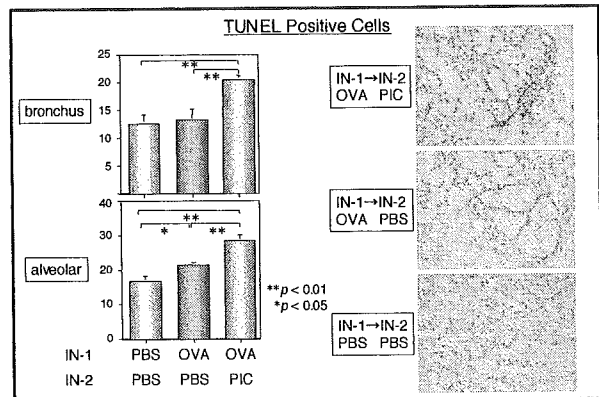 TUNEL Positive Cells
bronchus
25
20
15
10
5
0
**
**
alveolar
40
30
20
10
0
**
*
**
**p < 0.01
*p < 0.05
IN-1 PBS OVA OVA
IN-2 PBS PBS PIC
IN-1→IN-2
OVA PIC
IN-1→IN-2
OVA PBS
IN-1→IN-2
PBS PBS